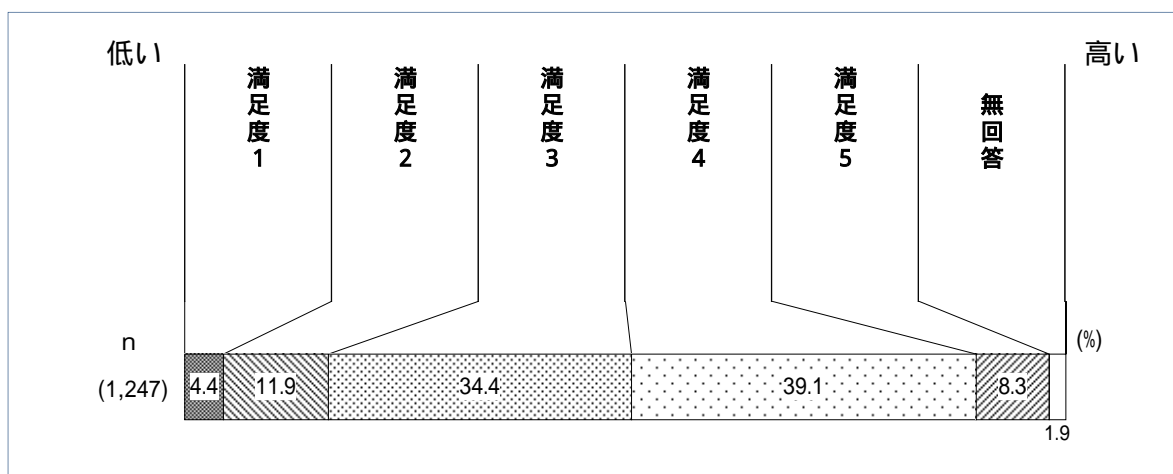 低い
高い
満足度1
満足度2
満足度3
満足度4
満足度5
無回答
n
(%)
(1,247)
4.4
11.9
34.4
39.1
8.3
1.9